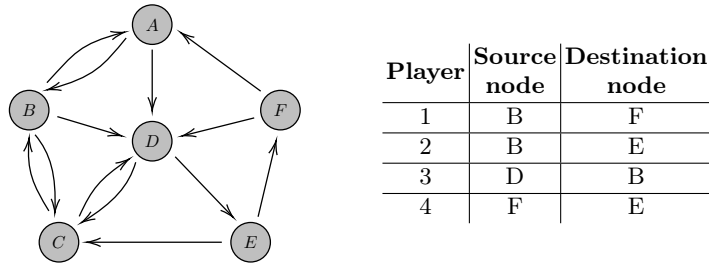 A
B
F
D
C
E
Player Source node Destination node
1 B F
2 B E
3 D B
4 F E